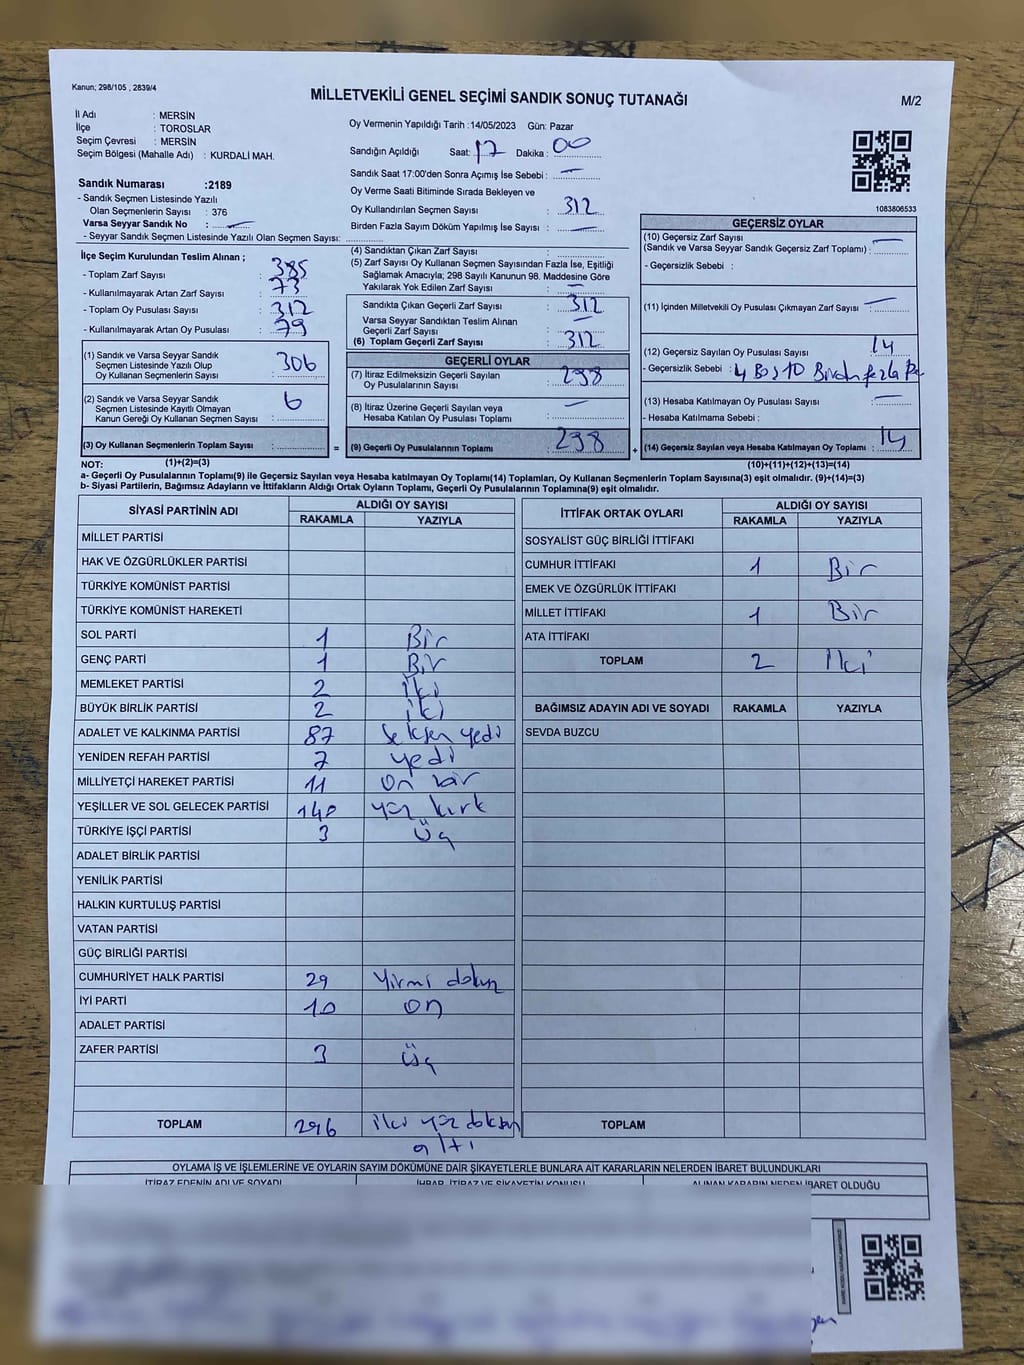 Kanun; 298/105 , 2839/4
MİLLETVEKİLİ GENEL SEÇİMİ SANDIK SONUÇ TUTANAĞI
M/2
İl Adı : MERSİN
İlçe : TOROSLAR
Seçim Çevresi : MERSİN
Seçim Bölgesi (Mahalle Adı) : KURDALİ MAH.
Oy Vermenin Yapıldığı Tarih :14/05/2023 Gün: Pazar
Sandığın Açıldığı Saat: 17 Dakika : 00
Sandık Saat 17:00'den Sonra Açımış İse Sebebi : —
Oy Verme Saati Bitiminde Sırada Bekleyen ve
Oy Kullandırılan Seçmen Sayısı : 312
Birden Fazla Sayım Döküm Yapılmış İse Sayısı : —
1083806533
Sandık Numarası :2189
- Sandık Seçmen Listesinde Yazılı
Olan Seçmenlerin Sayısı : 376
Varsa Seyyar Sandık No : —
- Seyyar Sandık Seçmen Listesinde Yazılı Olan Seçmen Sayısı:
İlçe Seçim Kurulundan Teslim Alınan ;
- Toplam Zarf Sayısı : 385
- Kullanılmayarak Artan Zarf Sayısı : 73
- Toplam Oy Pusulası Sayısı : 312
- Kullanılmayarak Artan Oy Pusulası : 79
(1) Sandık ve Varsa Seyyar Sandık
Seçmen Listesinde Yazılı Olup
Oy Kullanan Seçmenlerin Sayısı : 306
(2) Sandık ve Varsa Seyyar Sandık
Seçmen Listesinde Kayıtlı Olmayan
Kanun Gereği Oy Kullanan Seçmen Sayısı : 6
(3) Oy Kullanan Seçmenlerin Toplam Sayısı :
(1)+(2)=(3)
(4) Sandıktan Çıkan Zarf Sayısı :
(5) Zarf Sayısı Oy Kullanan Seçmen Sayısından Fazla İse, Eşitliği
Sağlamak Amacıyla; 298 Sayılı Kanunun 98. Maddesine Göre
Yakılarak Yok Edilen Zarf Sayısı : —
Sandıkta Çıkan Geçerli Zarf Sayısı : 312
Varsa Seyyar Sandıktan Teslim Alınan
Geçerli Zarf Sayısı : —
(6) Toplam Geçerli Zarf Sayısı : 312
GEÇERLİ OYLAR
(7) İtiraz Edilmeksizin Geçerli Sayılan
Oy Pusulalarının Sayısı : 298
(8) İtiraz Üzerine Geçerli Sayılan veya
Hesaba Katılan Oy Pusulası Toplamı : —
= (9) Geçerli Oy Pusulalarının Toplamı : 298
GEÇERSİZ OYLAR
(10) Geçersiz Zarf Sayısı : —
(Sandık ve Varsa Seyyar Sandık Geçersiz Zarf Toplamı)
- Geçersizlik Sebebi :
(11) İçinden Milletvekili Oy Pusulası Çıkmayan Zarf Sayısı : —
(12) Geçersiz Sayılan Oy Pusulası Sayısı : 14
- Geçersizlik Sebebi : 4 Boş 10 Birden fazla
(13) Hesaba Katılmayan Oy Pusulası Sayısı : —
- Hesaba Katılmama Sebebi :
+ (14) Geçersiz Sayılan veya Hesaba Katılmayan Oy Toplamı : 14
(10)+(11)+(12)+(13)=(14)
NOT:
a- Geçerli Oy Pusulalarının Toplamı(9) ile Geçersiz Sayılan veya Hesaba katılmayan Oy Toplamı(14) Toplamları, Oy Kullanan Seçmenlerin Toplam Sayısına(3) eşit olmalıdır. (9)+(14)=(3)
b- Siyasi Partilerin, Bağımsız Adayların ve İttifakların Aldığı Ortak Oyların Toplamı, Geçerli Oy Pusulalarının Toplamına(9) eşit olmalıdır.
SİYASİ PARTİNİN ADI ALDIĞI OY SAYISI
RAKAMLA YAZIYLA
MİLLET PARTİSİ
HAK VE ÖZGÜRLÜKLER PARTİSİ
TÜRKİYE KOMÜNİST PARTİSİ
TÜRKİYE KOMÜNİST HAREKETİ
SOL PARTİ 1 Bir
GENÇ PARTİ 1 Bir
MEMLEKET PARTİSİ 2 iki
BÜYÜK BİRLİK PARTİSİ 2 iki
ADALET VE KALKINMA PARTİSİ 87 seksen yedi
YENİDEN REFAH PARTİSİ 7 yedi
MİLLİYETÇİ HAREKET PARTİSİ 11 on bir
YEŞİLLER VE SOL GELECEK PARTİSİ 140 yüz kırk
TÜRKİYE İŞÇİ PARTİSİ 3 üç
ADALET BİRLİK PARTİSİ
YENİLİK PARTİSİ
HALKIN KURTULUŞ PARTİSİ
VATAN PARTİSİ
GÜÇ BİRLİĞİ PARTİSİ
CUMHURİYET HALK PARTİSİ 29 Yirmi dokuz
İYİ PARTİ 10 on
ADALET PARTİSİ
ZAFER PARTİSİ 3 üç
TOPLAM 296 iki yüz doksan
altı
İTTİFAK ORTAK OYLARI ALDIĞI OY SAYISI
RAKAMLA YAZIYLA
SOSYALİST GÜÇ BİRLİĞİ İTTİFAKI
CUMHUR İTTİFAKI 1 Bir
EMEK VE ÖZGÜRLÜK İTTİFAKI
MİLLET İTTİFAKI 1 Bir
ATA İTTİFAKI
TOPLAM 2 İki
BAĞIMSIZ ADAYIN ADI VE SOYADI RAKAMLA YAZIYLA
SEVDA BUZCU
TOPLAM
OYLAMA İŞ VE İŞLEMLERİNE VE OYLARIN SAYIM DÖKÜMÜNE DAİR ŞİKAYETLERLE BUNLARA AİT KARARLARIN NELERDEN İBARET BULUNDUKLARI
İTİRAZ EDENİN ADI VE SOYADI İHBAR, İTİRAZ VE ŞİKAYETİN KONUSU ALINAN KARARIN NEDEN İBARET OLDUĞU